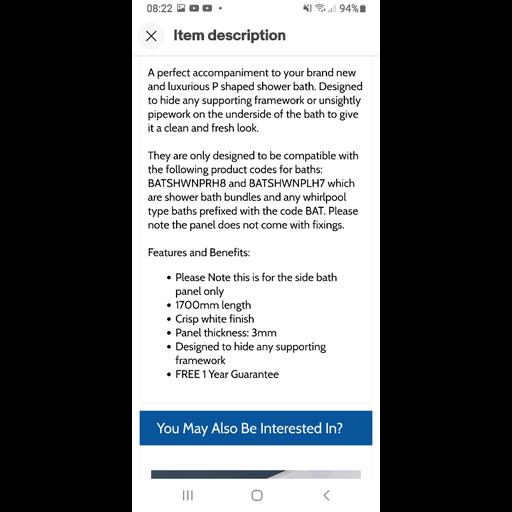 08:22 94%
Item description
A perfect accompaniment to your brand new
and luxurious P shaped shower bath. Designed
to hide any supporting framework or unsightly
pipework on the underside of the bath to give
it a clean and fresh look.
They are only designed to be compatible with
the following product codes for baths:
BATSHWNPRH8 and BATSHWNPLH7 which
are shower bath bundles and any whirlpool
type baths prefixed with the code BAT. Please
note the panel does not come with fixings.
Features and Benefits:
• Please Note this is for the side bath
panel only
• 1700mm length
• Crisp white finish
• Panel thickness: 3mm
• Designed to hide any supporting
framework
• FREE 1 Year Guarantee
You May Also Be Interested In?